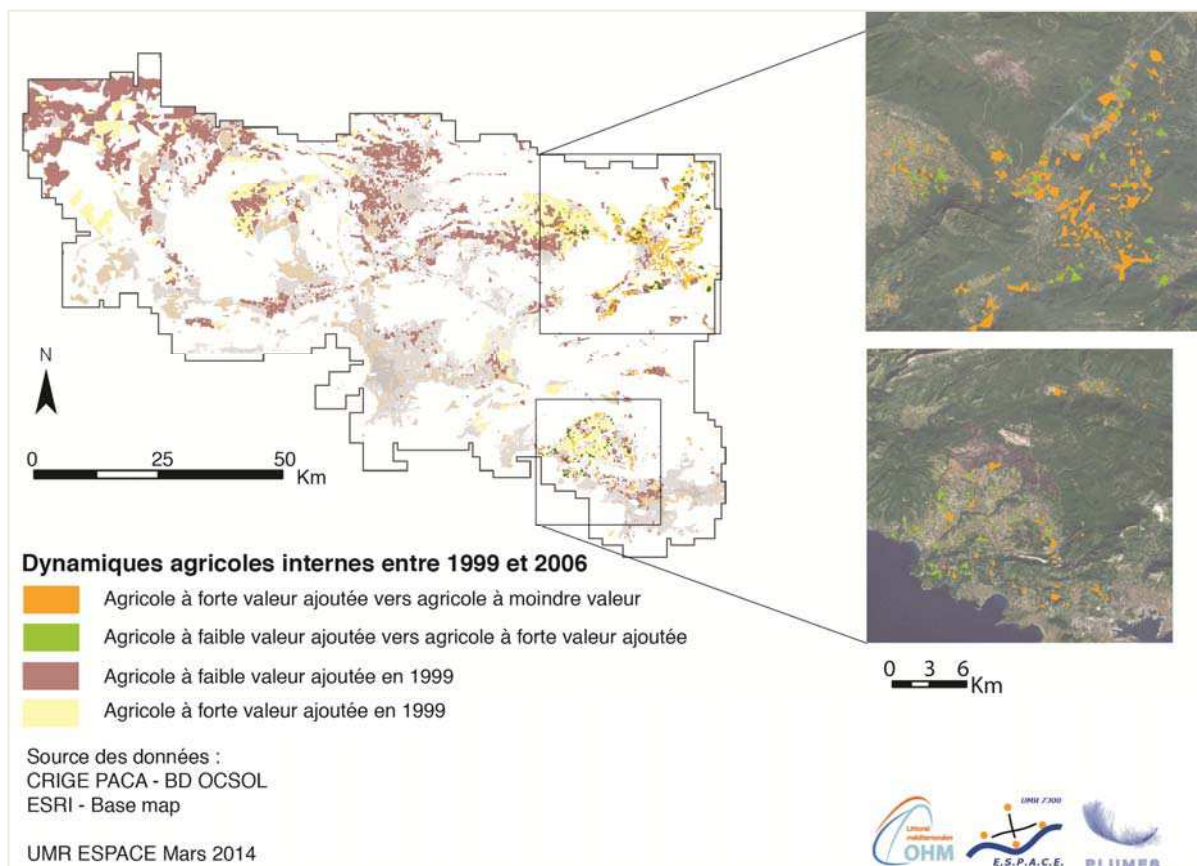 N
0 25 50
Km
Dynamiques agricoles internes entre 1999 et 2006
Agricole à forte valeur ajoutée vers agricole à moindre valeur
Agricole à faible valeur ajoutée vers agricole à forte valeur ajoutée
Agricole à faible valeur ajoutée en 1999
Agricole à forte valeur ajoutée en 1999
Source des données :
CRIGE PACA - BD OCSOL
ESRI - Base map
UMR ESPACE Mars 2014
0 3 6
Km
Littoral
méditerranéen
OHM
UMR 7300
E.S.P.A.C.E.
PLUMES